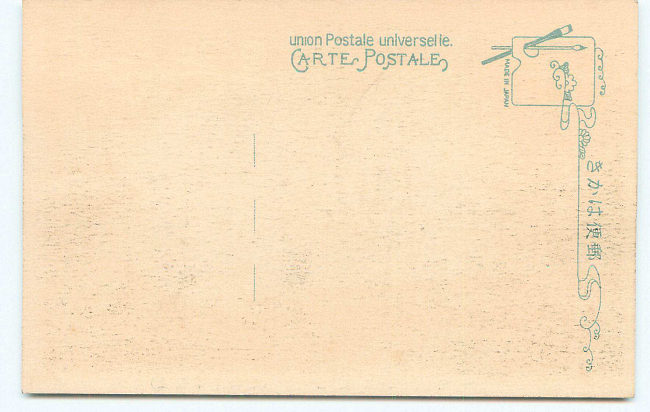 union Postale universelle.
CARTE POSTALE
MADE IN JAPAN
郵便はかき